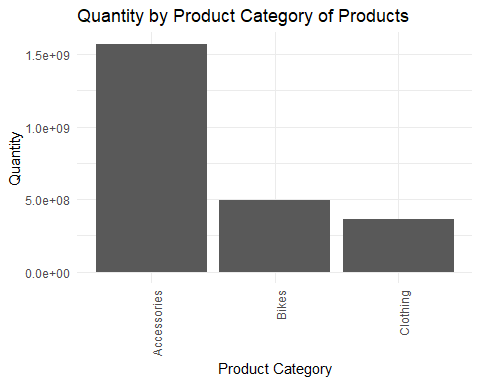 Quantity by Product Category of Products
Quantity
1.5e+09
1.0e+09
5.0e+08
0.0e+00
Accessories
Bikes
Clothing
Product Category